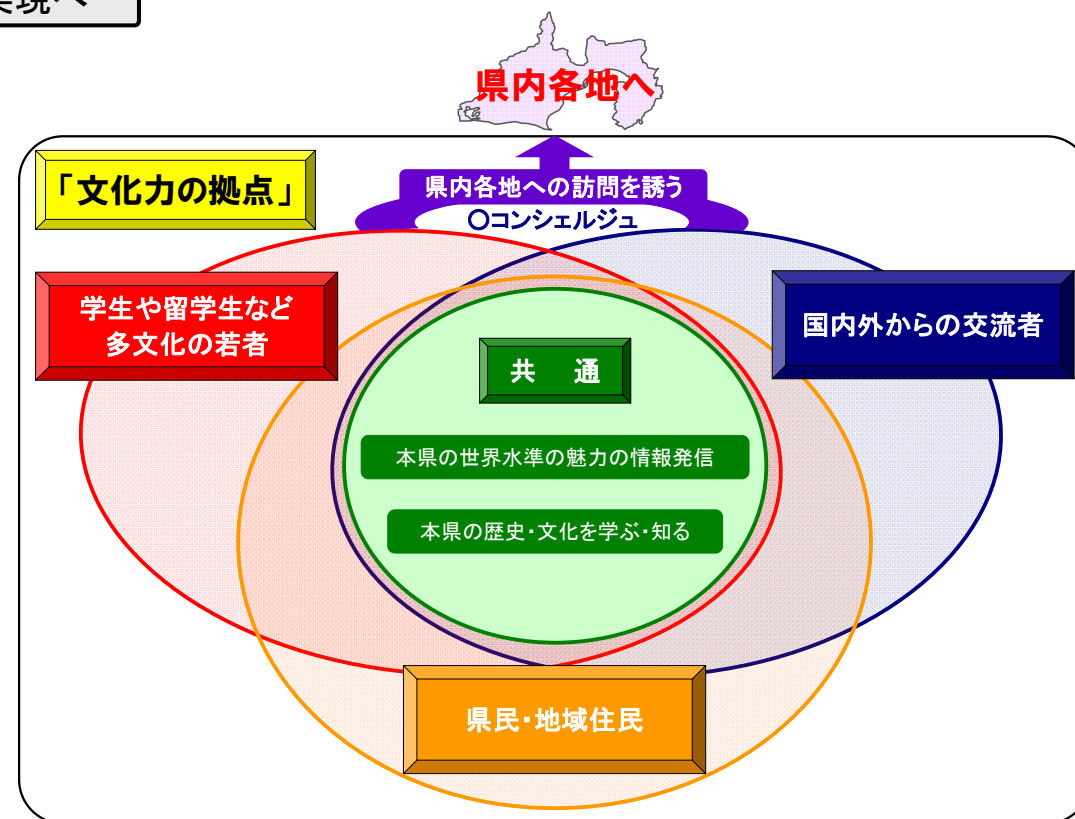 実現へ
県内各地へ
「文化力の拠点」
県内各地への訪問を誘う
〇コンシェルジュ
学生や留学生など
多文化の若者
国内外からの交流者
共　通
本県の世界水準の魅力の情報発信
本県の歴史・文化を学ぶ・知る
県民・地域住民